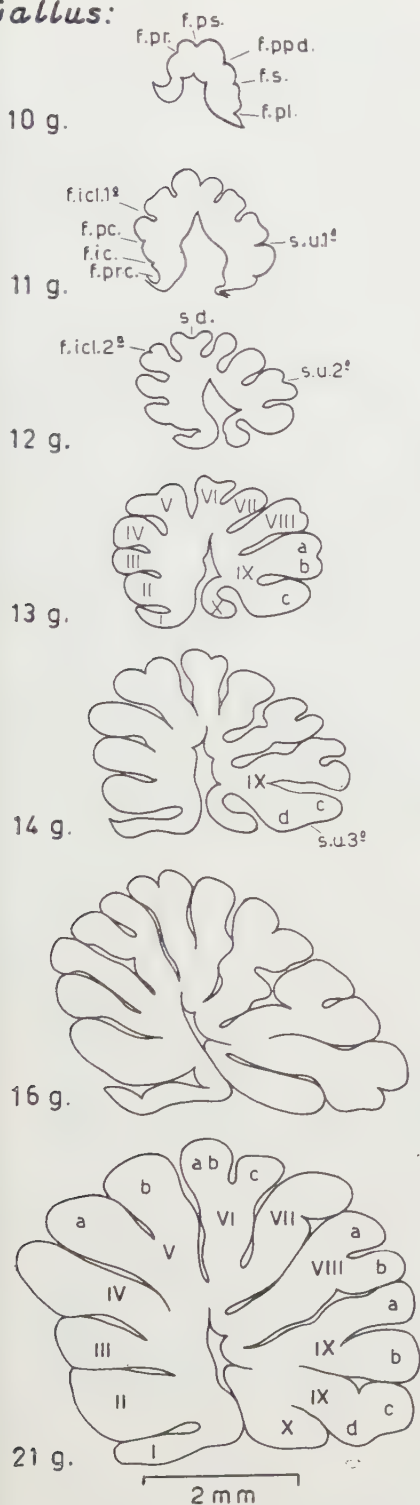 Gallus:
f.ps.
f.pr.
f.ppd.
f.s.
f.pl.
10 g.
f.icl.1º
f.pc.
f.ic.
f.prc.
s.u.1º
11 g.
s.d.
f.icl.2º
s.u.2º
12 g.
V VI VII VIII
IV
III
II
I
a
b
IX
c
X
13 g.
IX
c
d
s.u.3º
14 g.
16 g.
a b
c
b
a
V
VI
VII
VIII
a
b
IV
a
III
IX
b
II
IX
c
X
d
I
21 g.
2 mm